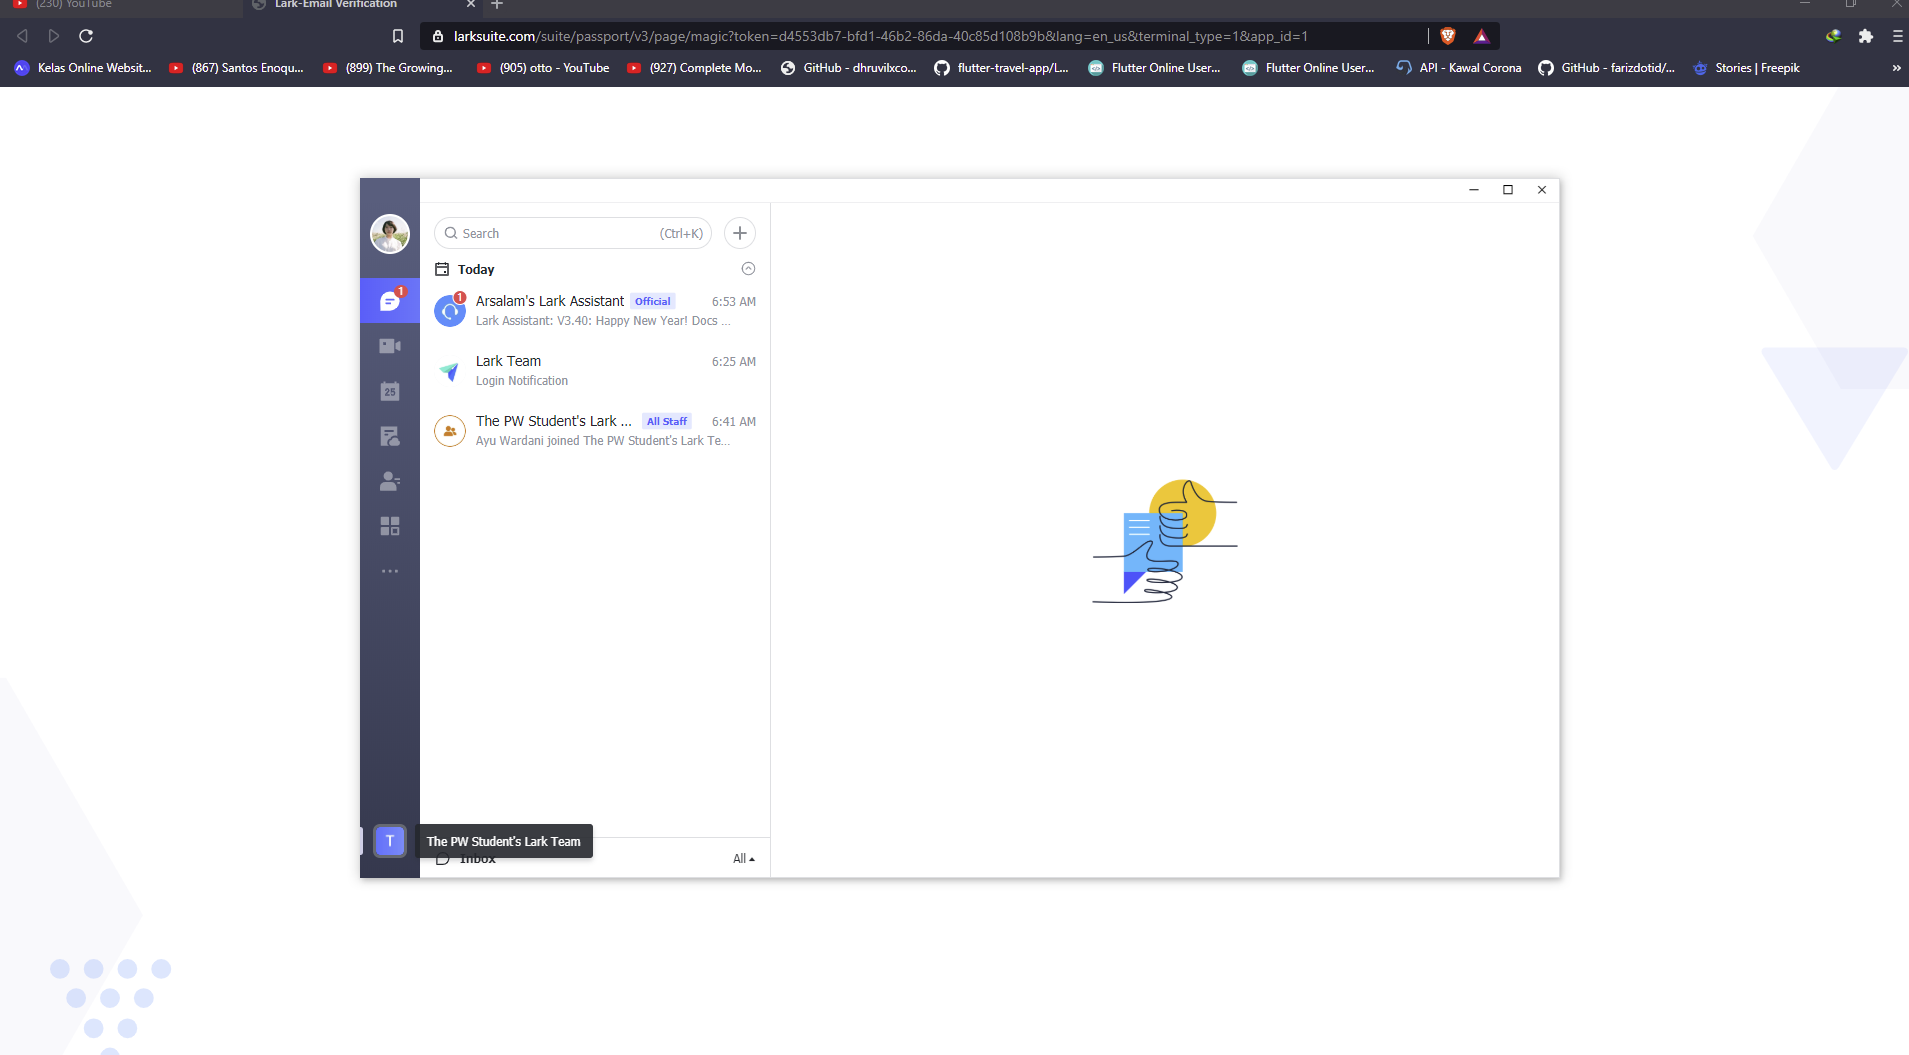 (230) YouTube
Lark-Email Verification
larksuite.com/suite/passport/v3/page/magic?token=d4553db7-bfd1-46b2-86da-40c85d108b9b&lang=en_us&terminal_type=1&app_id=1
Kelas Online Websit...
(867) Santos Enoqu...
(899) The Growing...
(905) otto - YouTube
(927) Complete Mo...
GitHub - dhruvilxco...
flutter-travel-app/L...
Flutter Online User...
Flutter Online User...
API - Kawal Corona
GitHub - farizdotid/...
Stories | Freepik
Search (Ctrl+K)
Today
1
1
Arsalam's Lark Assistant Official 6:53 AM
Lark Assistant: V3.40: Happy New Year! Docs ...
Lark Team 6:25 AM
Login Notification
25
The PW Student's Lark ... All Staff 6:41 AM
Ayu Wardani joined The PW Student's Lark Te...
T
The PW Student's Lark Team
Inbox All